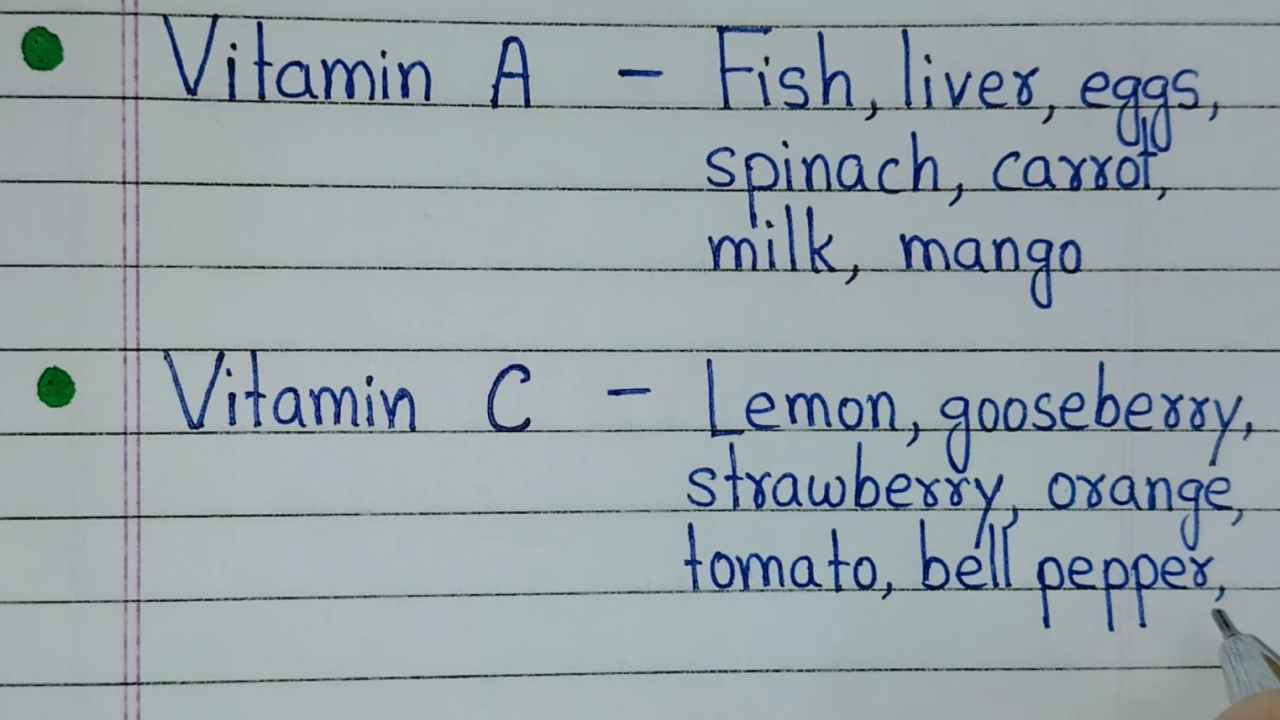 Vitamin A - Fish, liver, eggs,
spinach, carrot,
milk, mango
Vitamin C - Lemon, gooseberry,
strawberry, orange,
tomato, bell pepper,